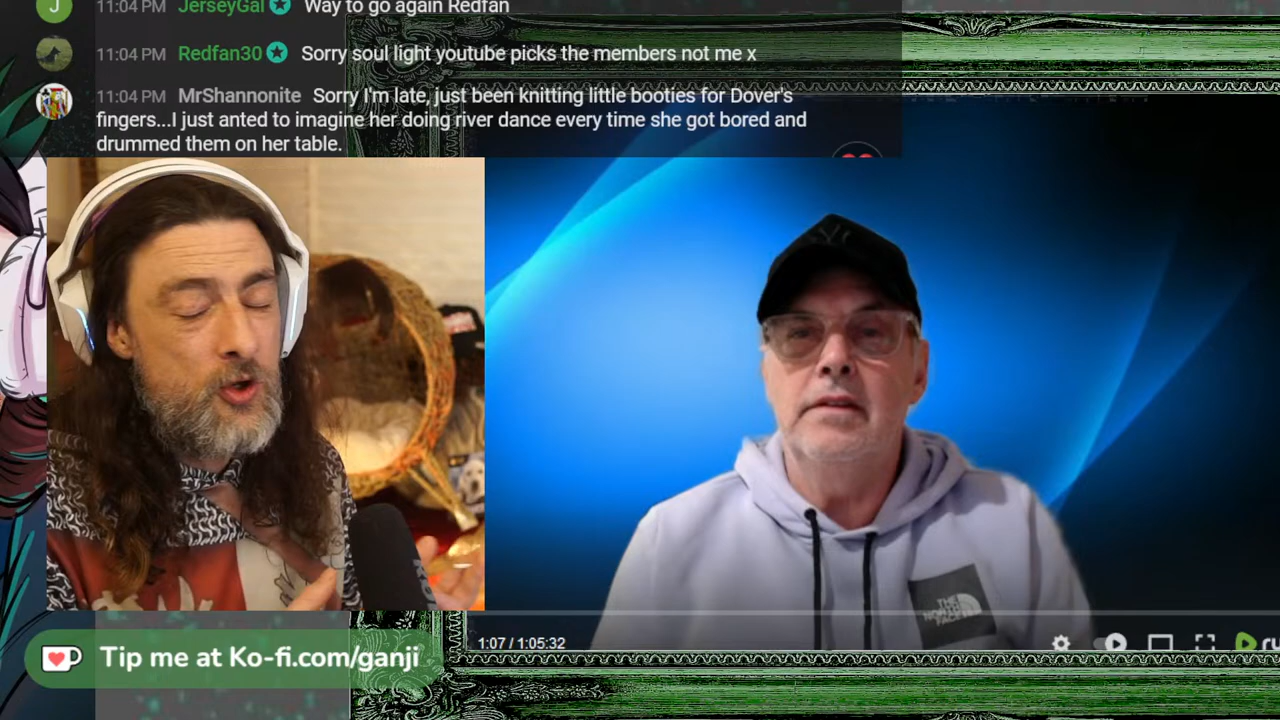 11:04 PM JerseyGal Way to go again Redfan
11:04 PM Redfan30 Sorry soul light youtube picks the members not me x
11:04 PM MrShannonite Sorry I'm late, just been knitting little booties for Dover's
fingers...I just anted to imagine her doing river dance every time she got bored and
drummed them on her table.
J
THE
NORTH
FACE
1:07 / 1:05:32
Tip me at Ko-fi.com/ganji